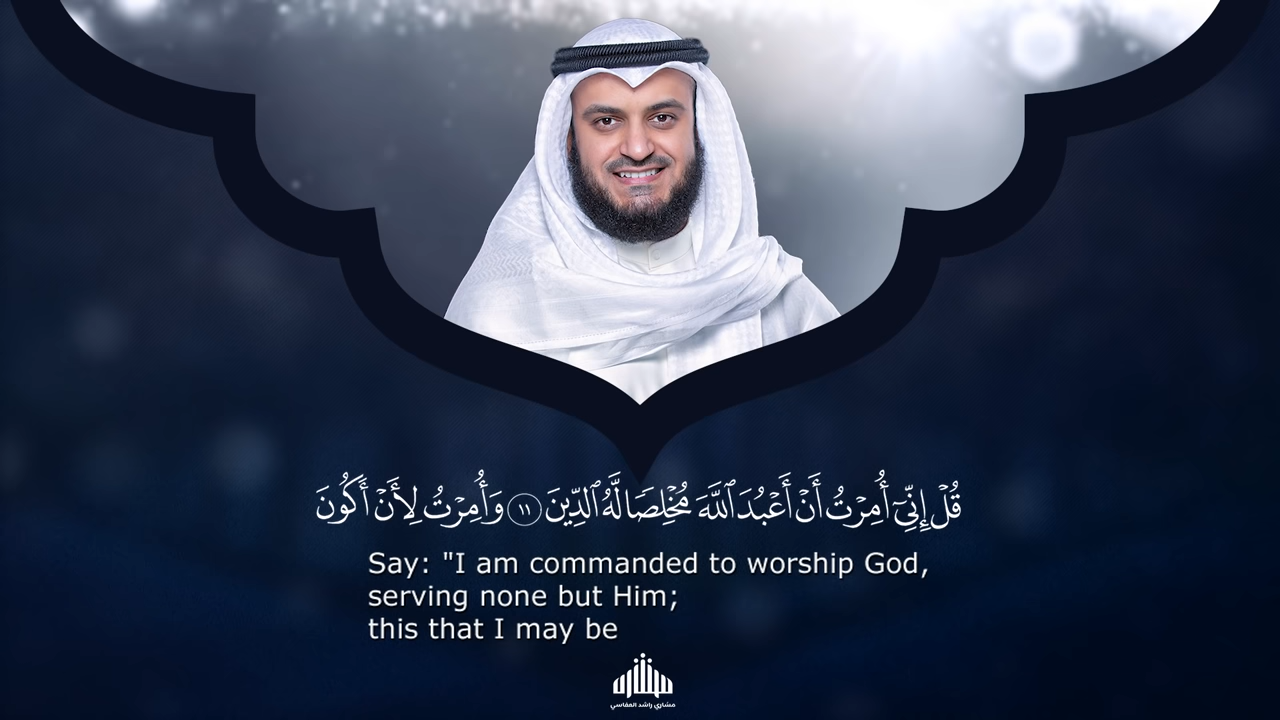 قُلْ إِنِّىٓ أُمِرْتُ أَنْ أَعْبُدَ ٱللَّهَ مُخْلِصًا لَّهُ ٱلدِّينَ ١١ وَأُمِرْتُ لِأَنْ أَكُونَ
Say: "I am commanded to worship God,
serving none but Him;
this that I may be
مشاري راشد العفاسي